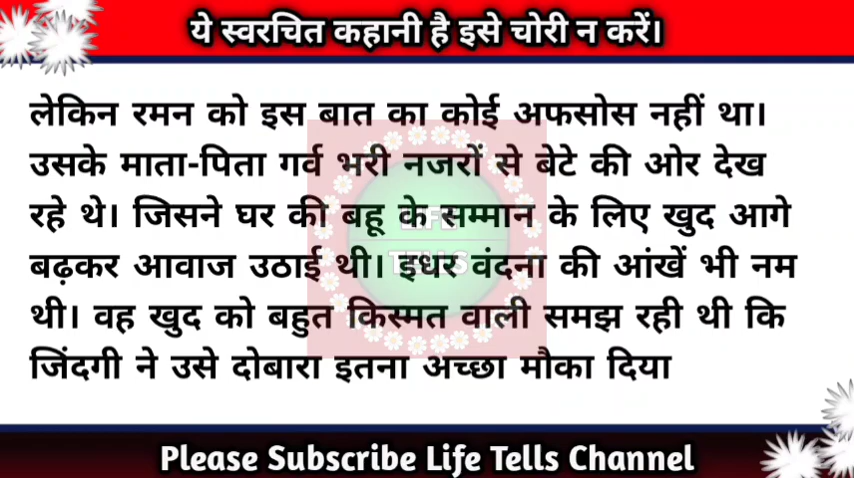 ये स्वरचित कहानी है इसे चोरी न करें।
लेकिन रमन को इस बात का कोई अफसोस नहीं था।
उसके माता-पिता गर्व भरी नजरों से बेटे की ओर देख
रहे थे। जिसने घर की बहू के सम्मान के लिए खुद आगे
बढ़कर आवाज उठाई थी। इधर वंदना की आंखें भी नम
थी। वह खुद को बहुत किस्मत वाली समझ रही थी कि
जिंदगी ने उसे दोबारा इतना अच्छा मौका दिया
LIFE
TELLS
Please Subscribe Life Tells Channel